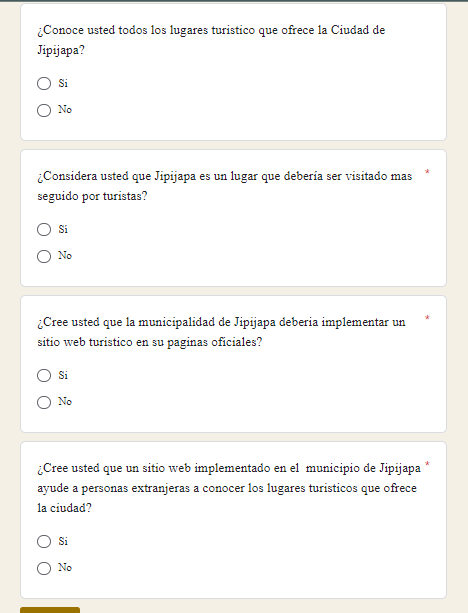 ¿Conoce usted todos los lugares turistico que ofrece la Ciudad de
Jipijapa?
Si
No
¿Considera usted que Jipijapa es un lugar que debería ser visitado mas *
seguido por turistas?
Si
No
¿Cree usted que la municipalidad de Jipijapa deberia implementar un *
sitio web turistico en su paginas oficiales?
Si
No
¿Cree usted que un sitio web implementado en el  municipio de Jipijapa *
ayude a personas extranjeras a conocer los lugares turisticos que ofrece
la ciudad?
Si
No